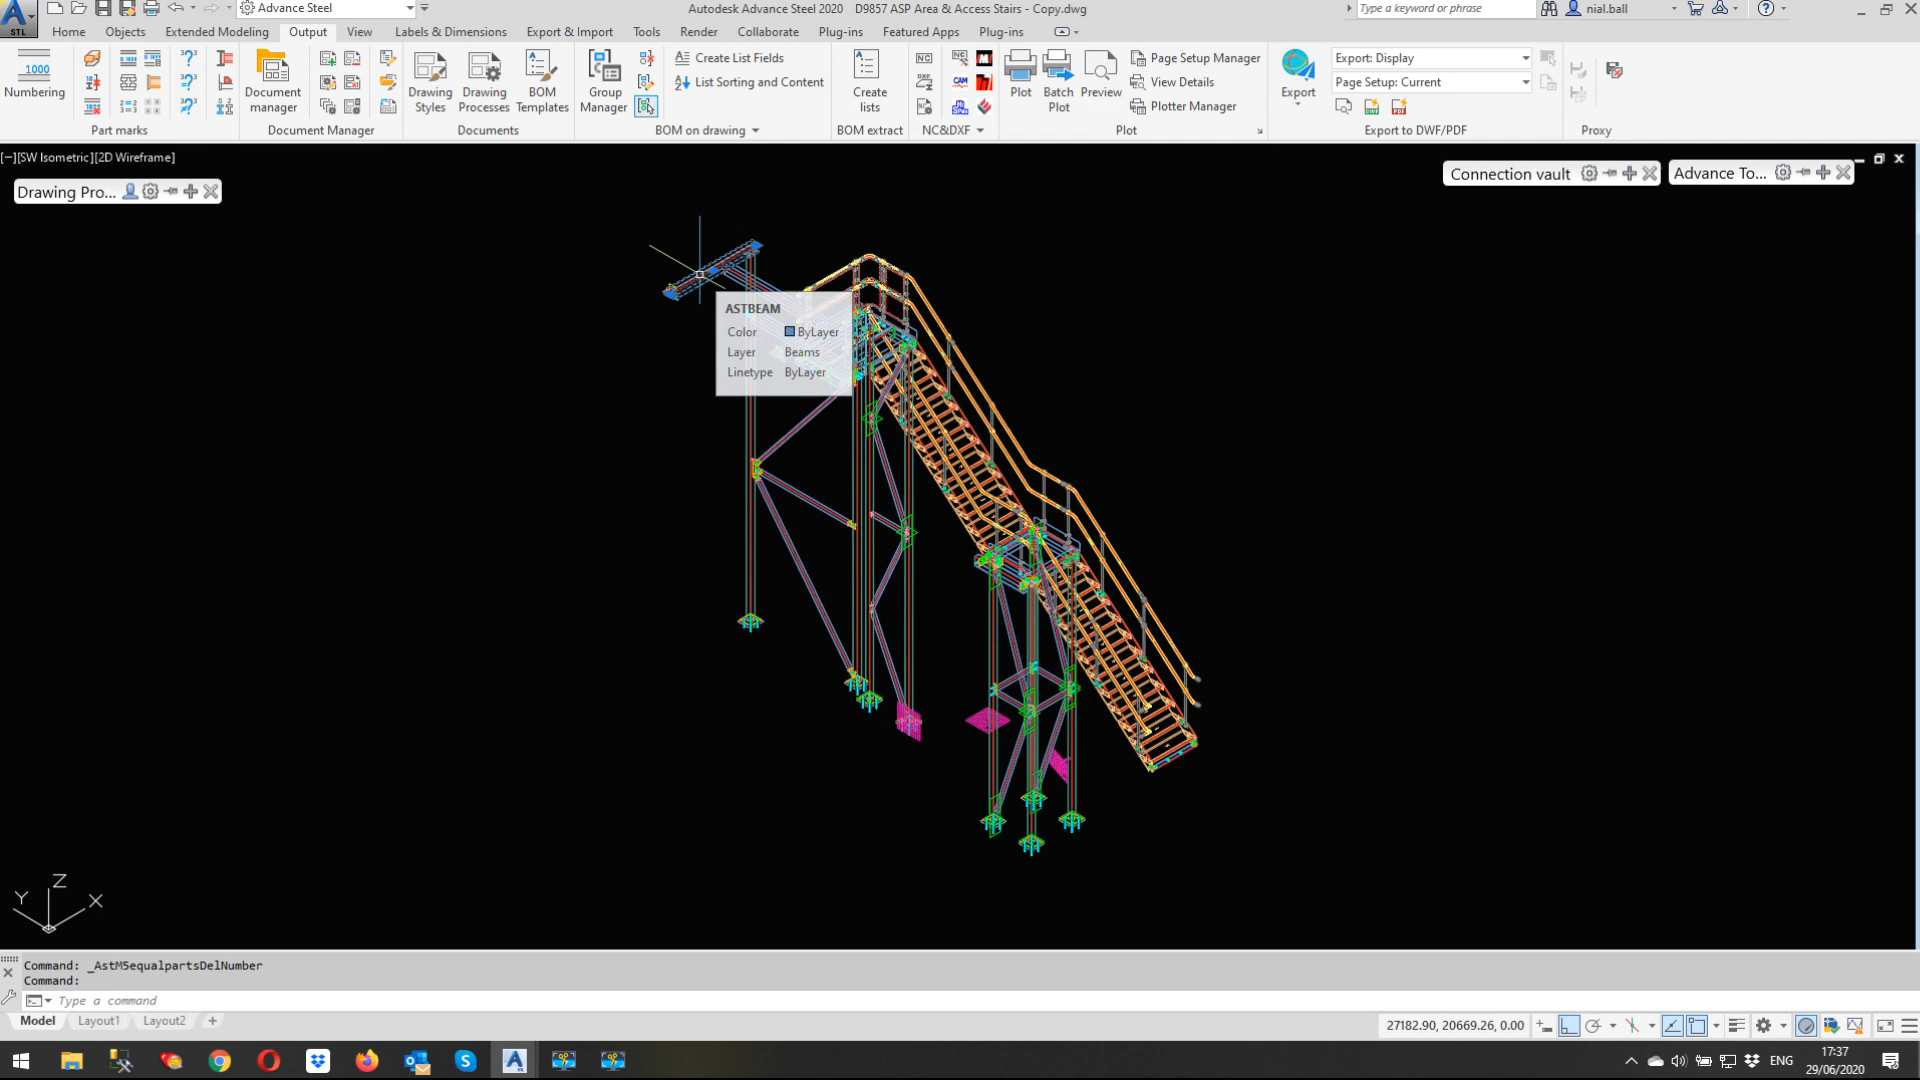 Advance Steel
Autodesk Advance Steel 2020 D9857 ASP Area & Access Stairs - Copy.dwg
Type a keyword or phrase
nial.ball
STL
Home
Objects
Extended Modeling
Output
View
Labels & Dimensions
Export & Import
Tools
Render
Collaborate
Plug-ins
Featured Apps
Plug-ins
1000
Numbering
Part marks
Document
manager
Document Manager
Drawing
Styles
Drawing
Processes
BOM
Templates
Documents
Group
Manager
Create List Fields
List Sorting and Content
BOM on drawing
Create
lists
BOM extract
NC
DXF
CAM
NC&DXF
Plot
Batch
Plot
Preview
Page Setup Manager
View Details
Plotter Manager
Plot
Export
Export: Display
Page Setup: Current
Export to DWF/PDF
Proxy
[−][SW Isometric][2D Wireframe]
Drawing Pro...
Connection vault
Advance To...
ASTBEAM
Color ByLayer
Layer Beams
Linetype ByLayer
Z
Y
X
Command: _AstM5equalpartsDelNumber
Command:
Type a command
Model
Layout1
Layout2
27182.90, 20669.26, 0.00
ENG
17:37
29/06/2020